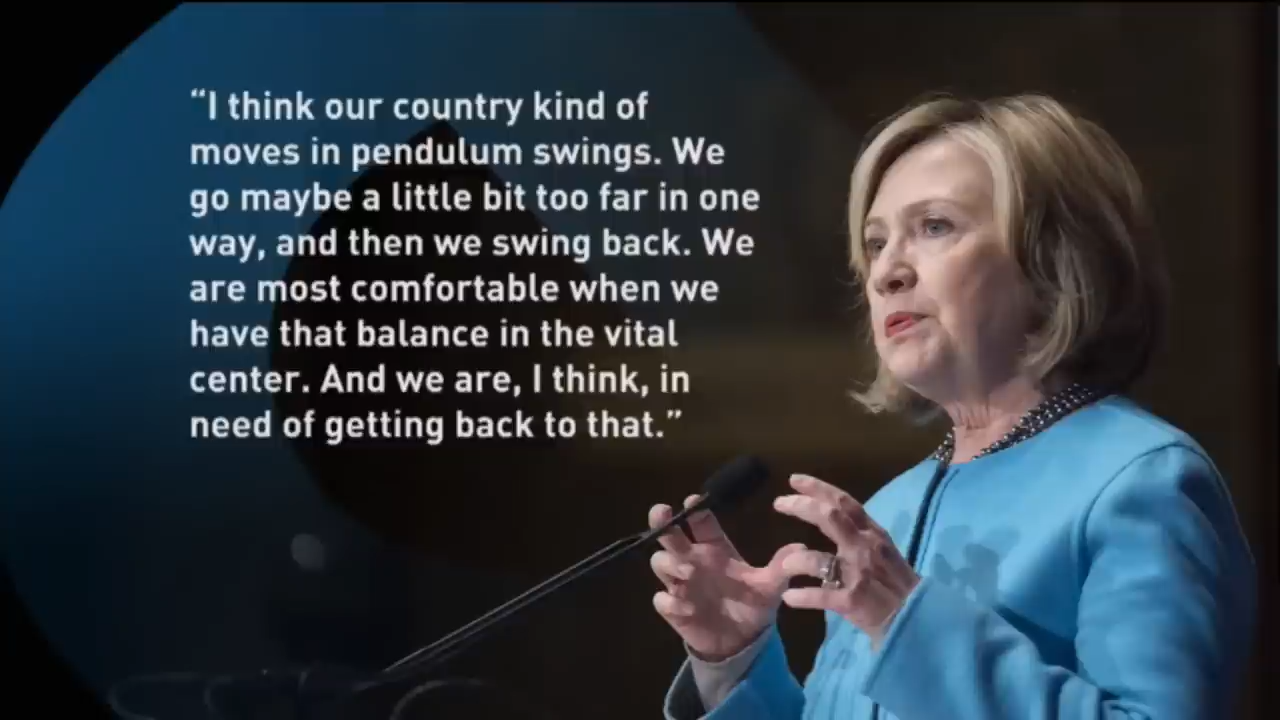 “I think our country kind of
moves in pendulum swings. We
go maybe a little bit too far in one
way, and then we swing back. We
are most comfortable when we
have that balance in the vital
center. And we are, I think, in
need of getting back to that.”